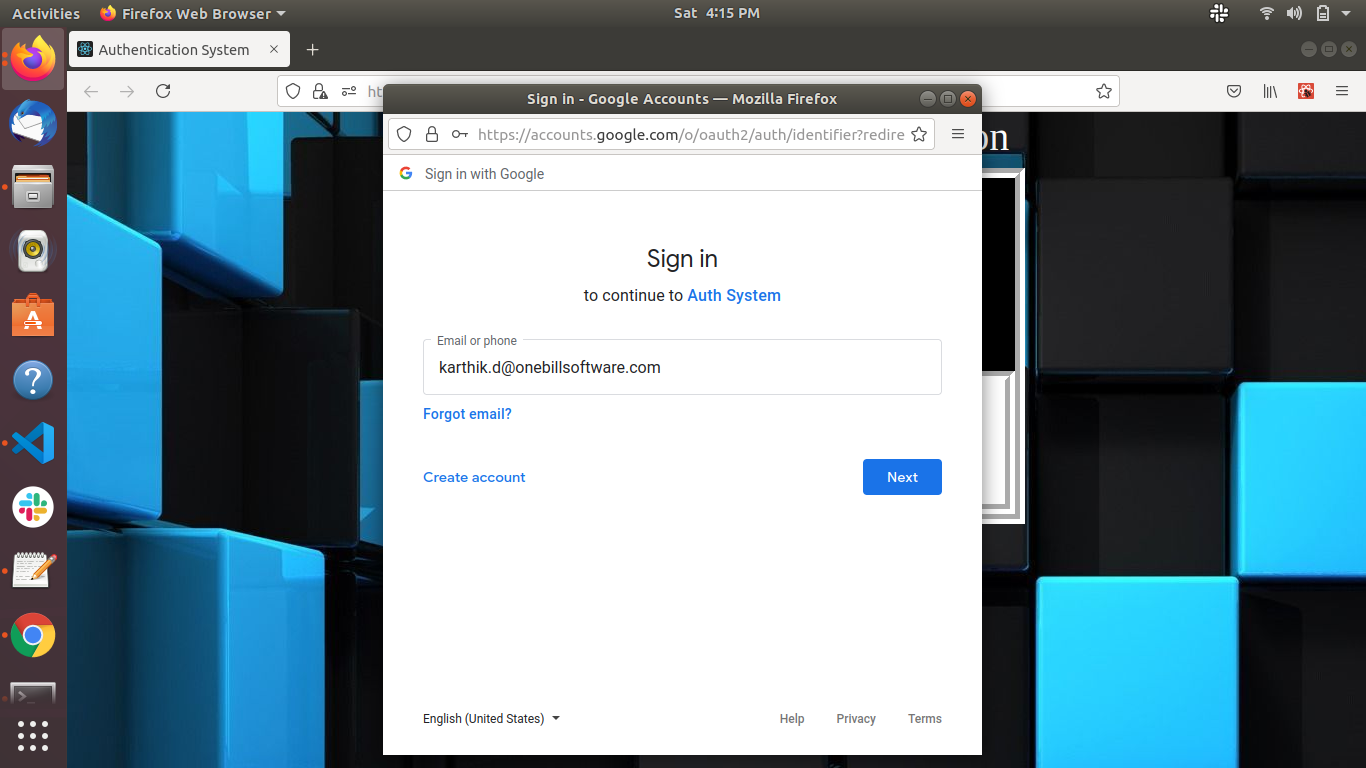 Activities Firefox Web Browser Sat 4:15 PM
Authentication System
Sign in - Google Accounts — Mozilla Firefox
https://accounts.google.com/o/oauth2/auth/identifier?redire
on
Sign in with Google
Sign in
to continue to Auth System
Email or phone
karthik.d@onebillsoftware.com
Forgot email?
Create account Next
English (United States) Help Privacy Terms